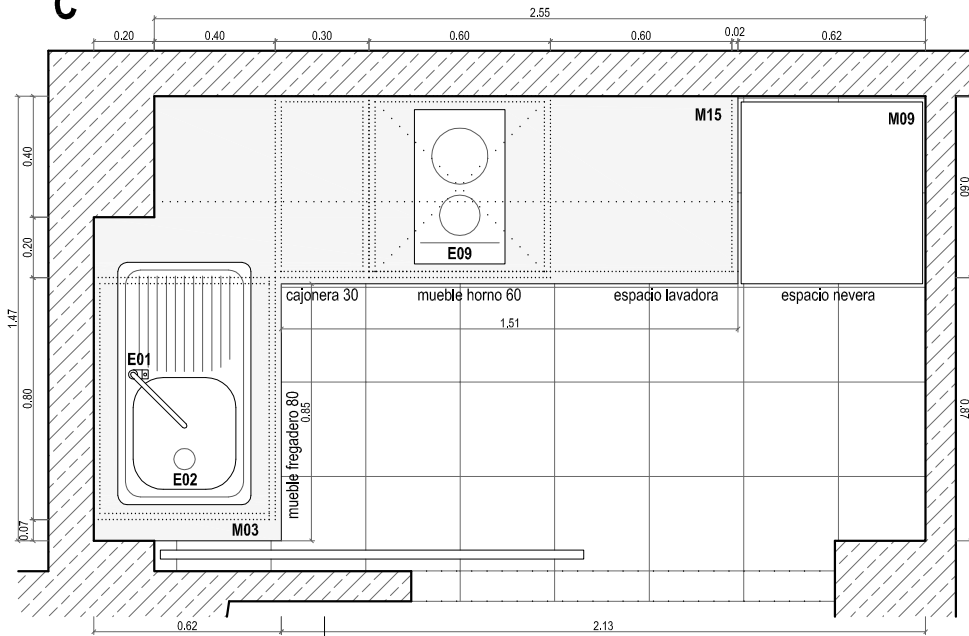 C
2.55
0.20
0.40
0.30
0.60
0.60
0.02
0.62
M15
M09
0.40
0.60
0.20
E09
cajonera 30
mueble horno 60
espacio lavadora
espacio nevera
1.47
1.51
E01
0.80
mueble fregadero 80
0.85
0.87
E02
0.07
M03
0.62
2.13